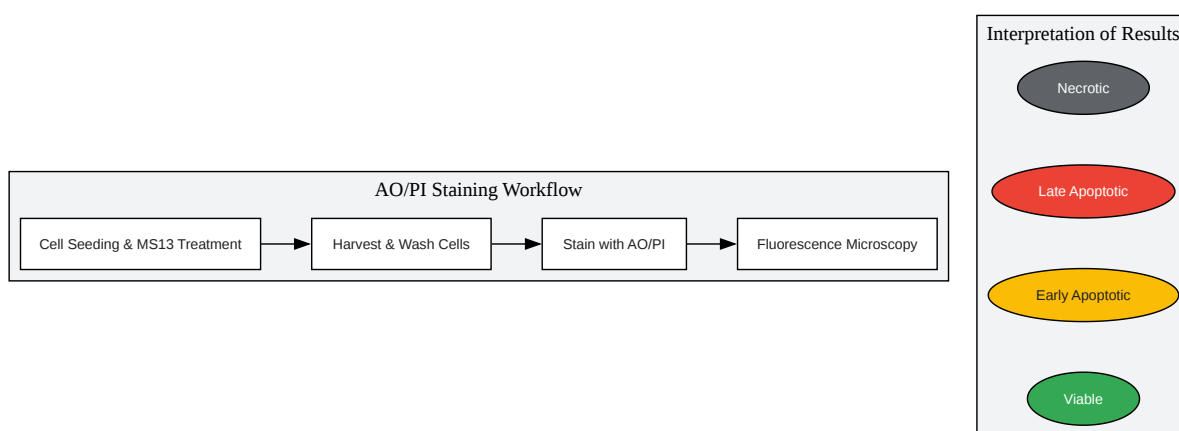 AO/PI Staining Workflow
Cell Seeding & MS13 Treatment
Harvest & Wash Cells
Stain with AO/PI
Fluorescence Microscopy
Interpretation of Results
Necrotic
Late Apoptotic
Early Apoptotic
Viable